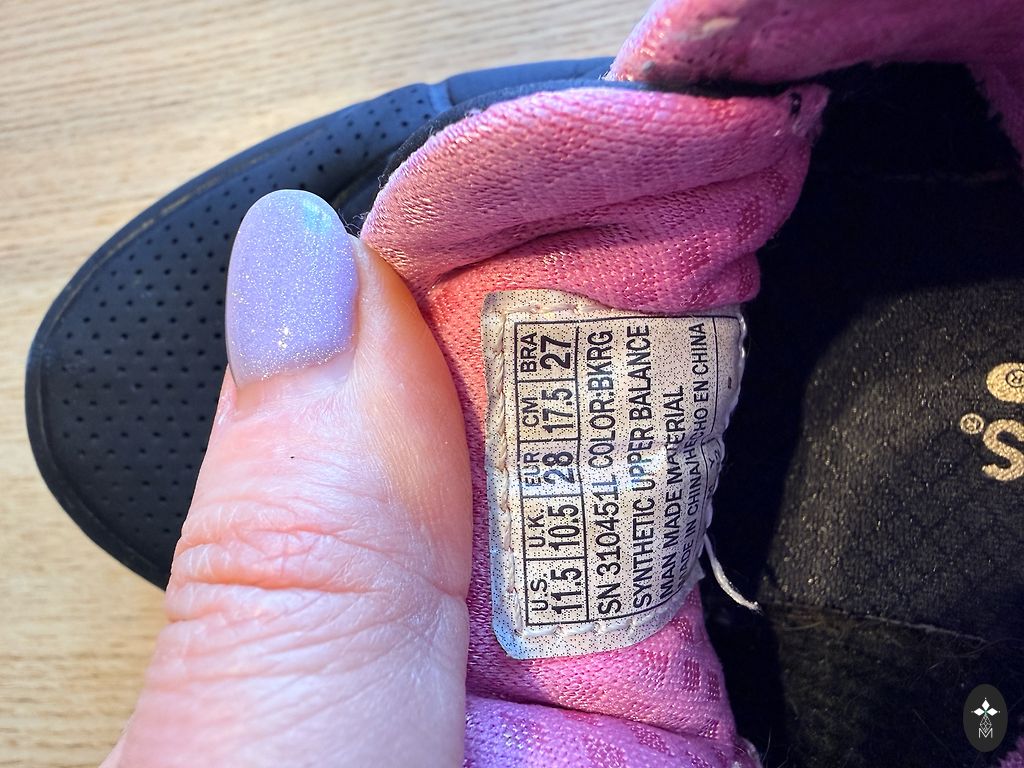 U.S. U.K EUR CM BRA
11.5 10.5 28 17.5 27
SN 310451L COLOR:BKRG
SYNTHETIC UPPER BALANCE
MAN MADE MATERIAL
MADE IN CHINA/HECHO EN CHINA
S
M